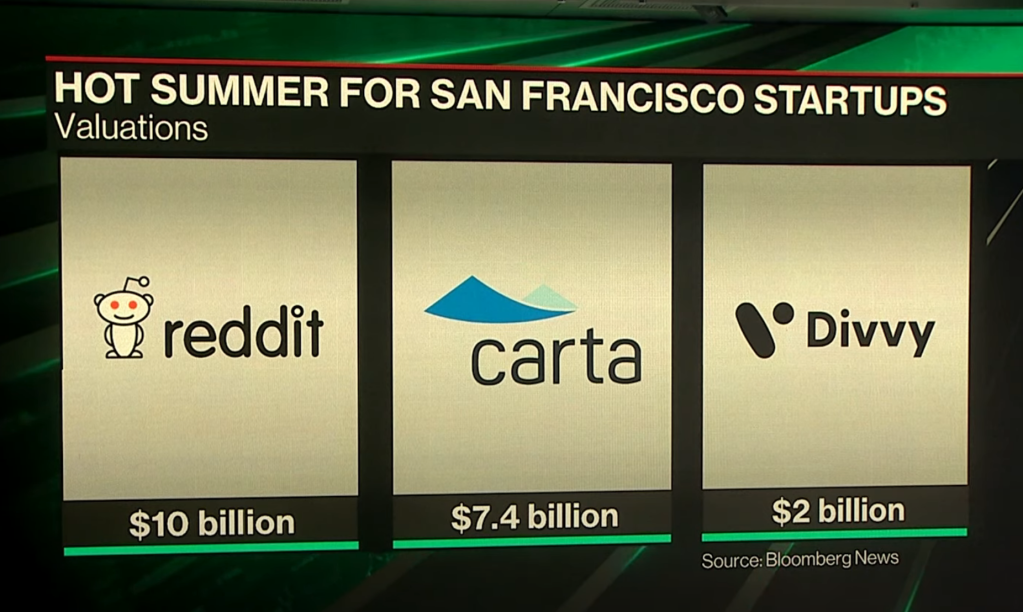 HOT SUMMER FOR SAN FRANCISCO STARTUPS
Valuations
reddit
carta
Divvy
$10 billion
$7.4 billion
$2 billion
Source: Bloomberg News